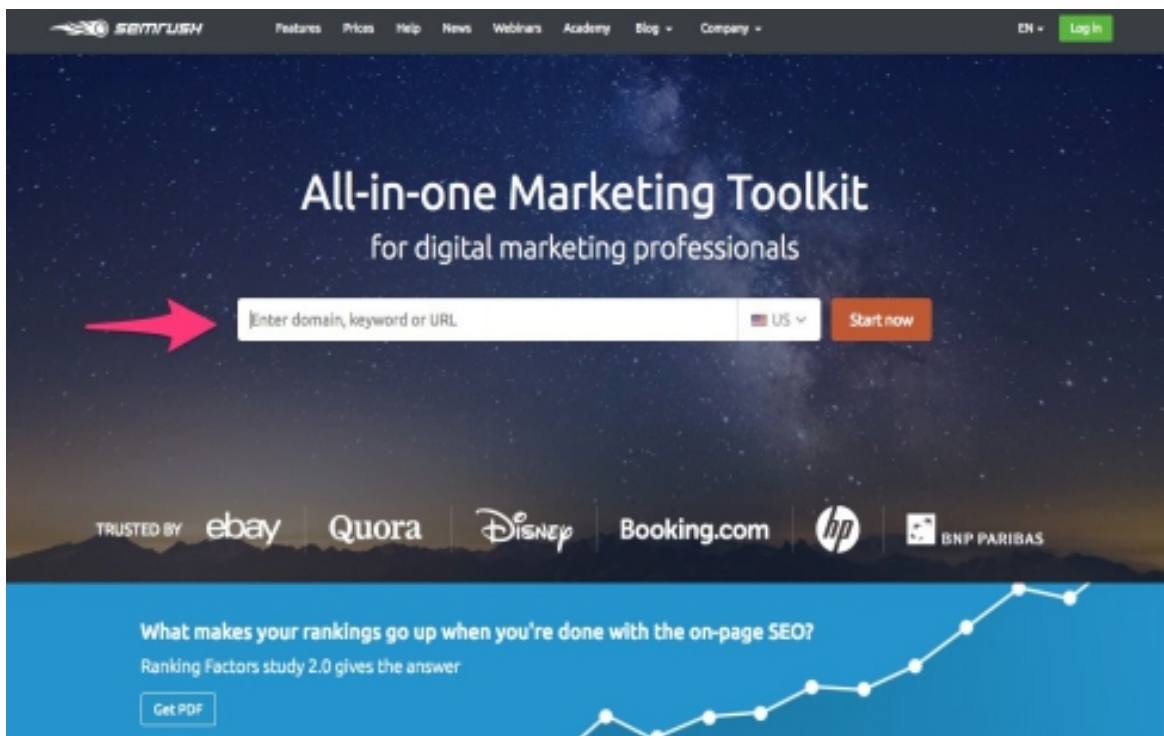 semrush Features Prices Help News Webinars Academy Blog Company EN Log in
All-in-one Marketing Toolkit
for digital marketing professionals
Enter domain, keyword or URL US Start now
TRUSTED BY ebay Quora Disney Booking.com hp BNP PARIBAS
What makes your rankings go up when you're done with the on-page SEO?
Ranking Factors study 2.0 gives the answer
Get PDF